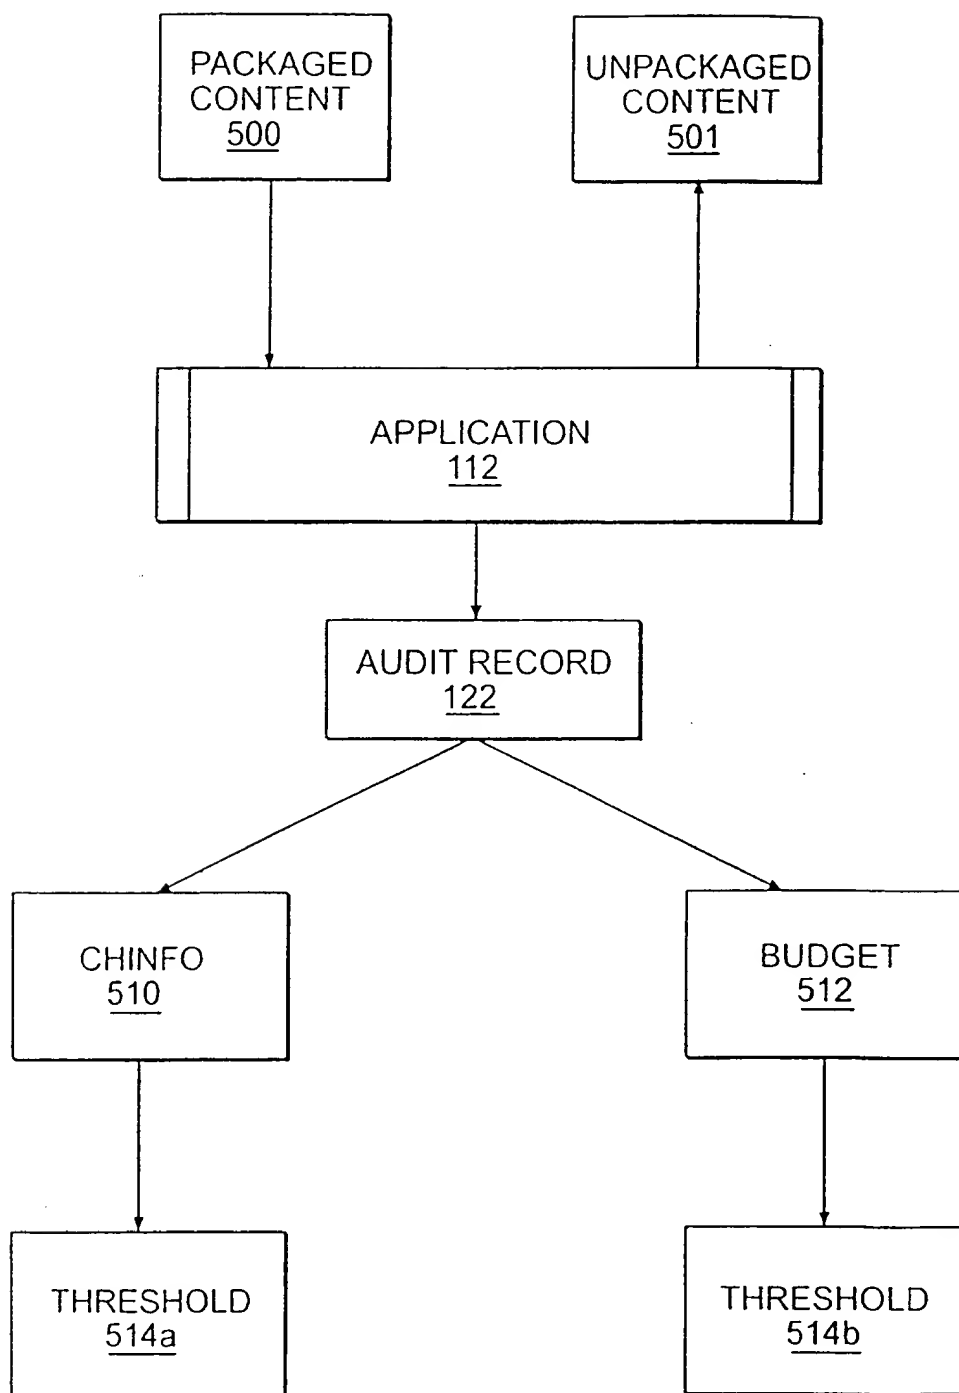 PACKAGED
CONTENT
500
UNPACKAGED
CONTENT
501
APPLICATION
112
AUDIT RECORD
122
CHINFO
510
BUDGET
512
THRESHOLD
514a
THRESHOLD
514b